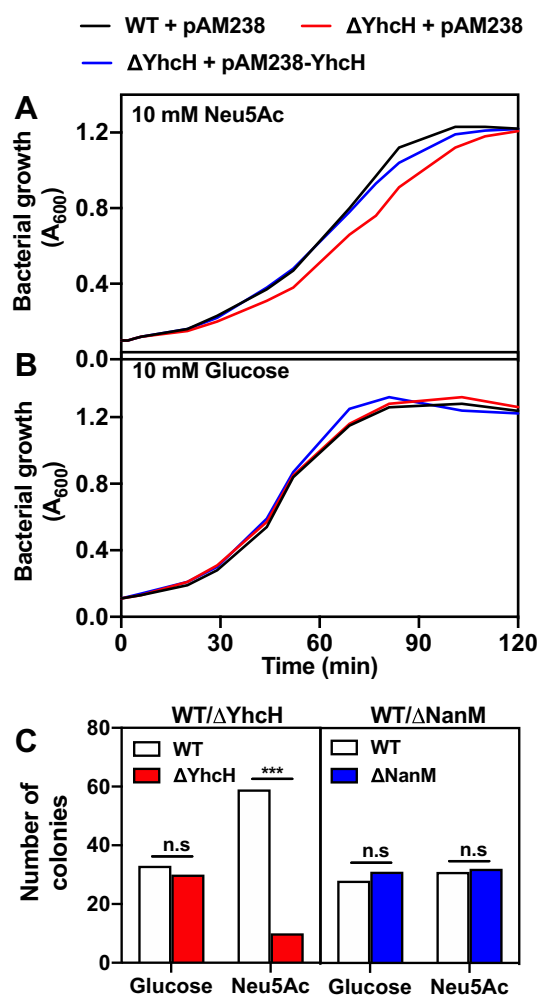 WT + pAM238
ΔYhcH + pAM238
ΔYhcH + pAM238-YhcH
A
10 mM Neu5Ac
Bacterial growth
(A600)
1.2
0.8
0.4
0.0
B
10 mM Glucose
Bacterial growth
(A600)
1.2
0.8
0.4
0.0
0 30 60 90 120
Time (min)
C
WT/ΔYhcH
WT/ΔNanM
Number of
colonies
80
60
40
20
0
WT
ΔYhcH
***
n.s
WT
ΔNanM
n.s
n.s
Glucose Neu5Ac
Glucose Neu5Ac